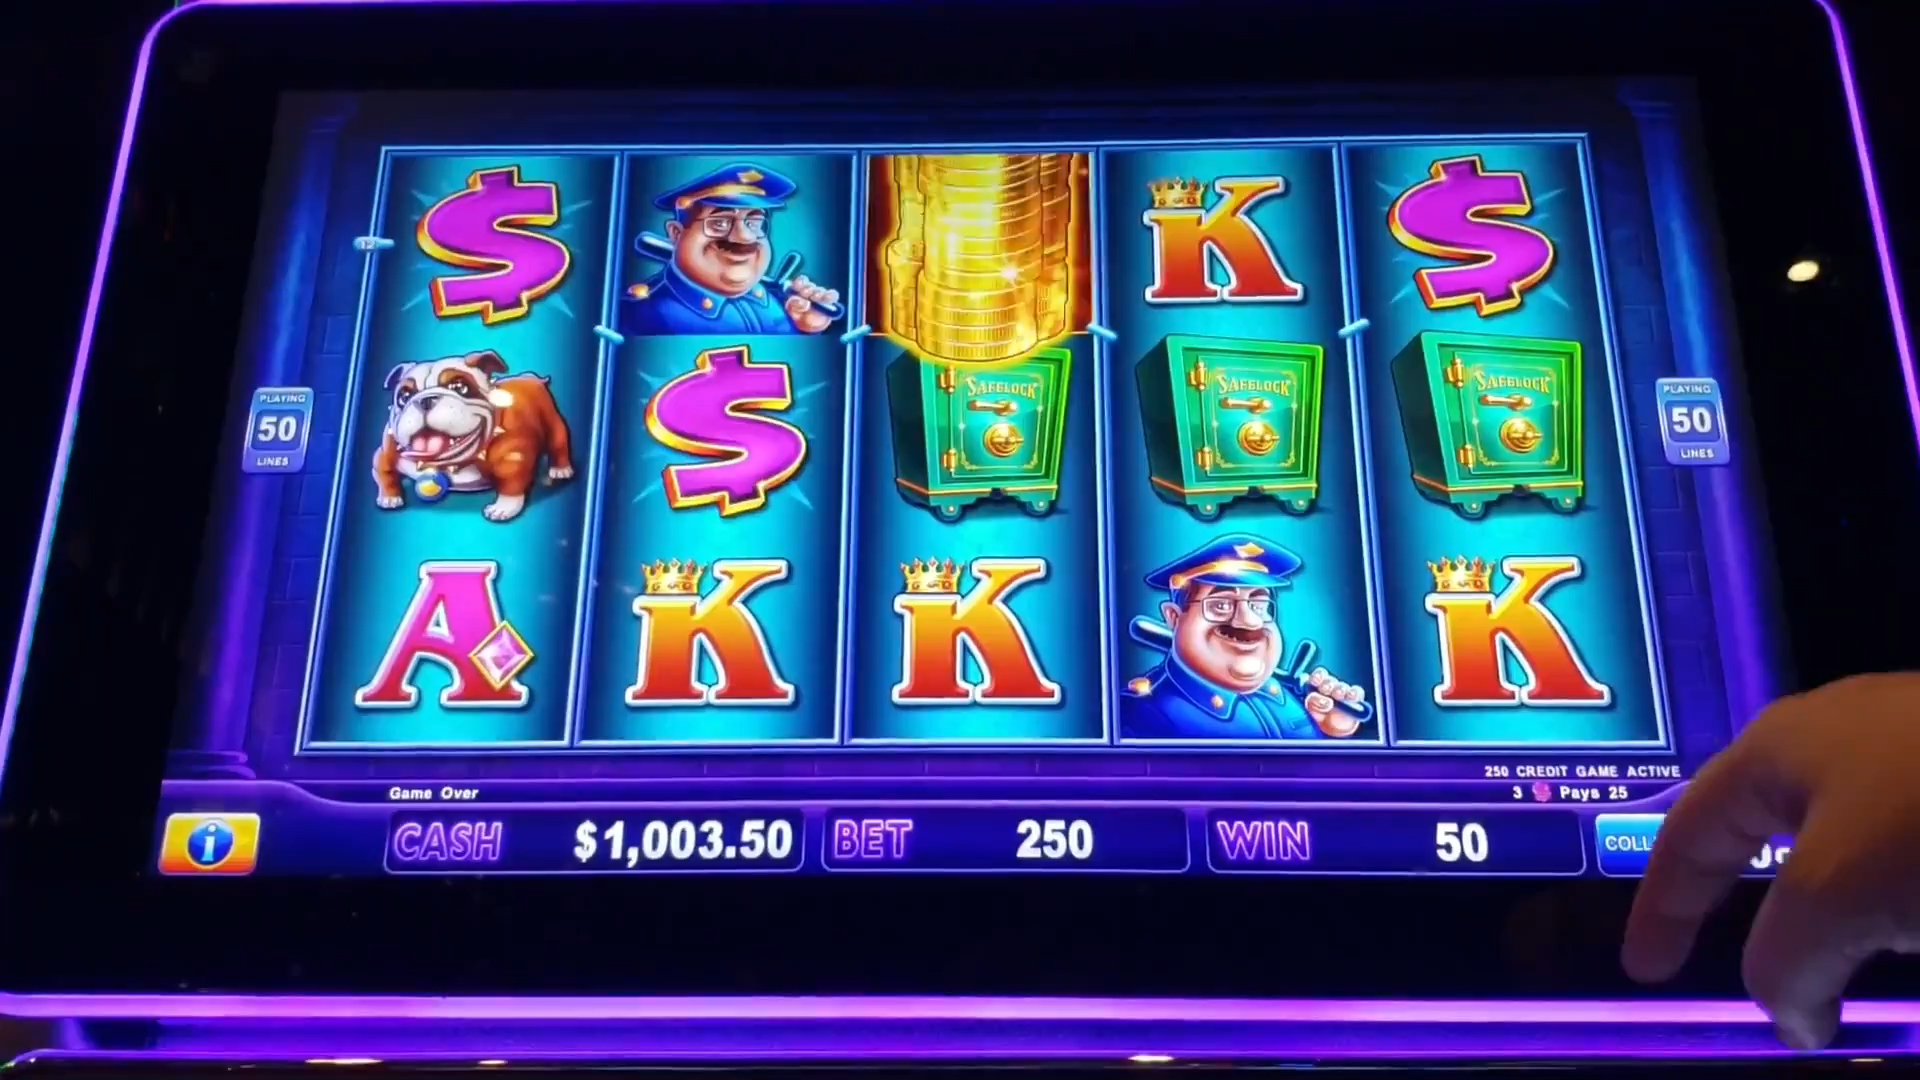 K
12
SAFELOCK
SAFELOCK
SAFELOCK
PLAYING
50
LINES
PLAYING
50
LINES
A
K
K
K
250 CREDIT GAME ACTIVE
Game Over
3 Pays 25
CASH $1,003.50
BET 250
WIN 50
i